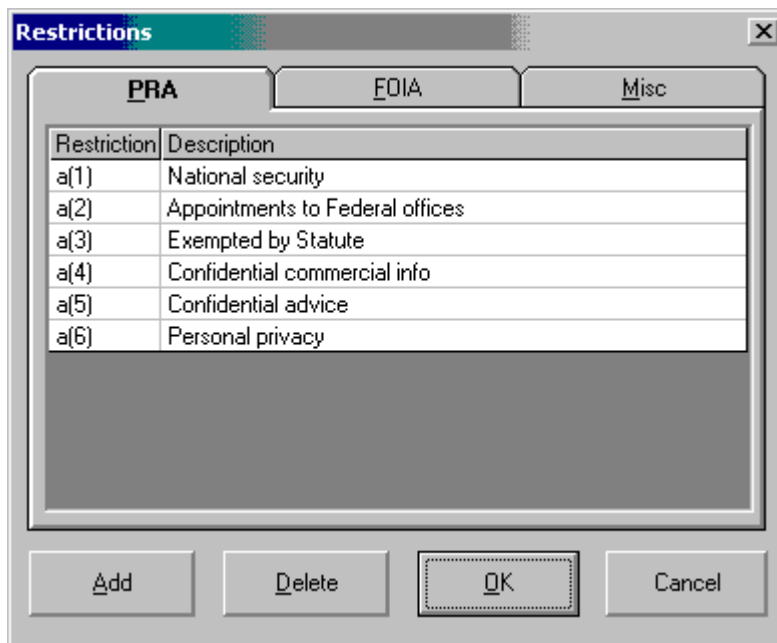 Restrictions
PRA FOIA Misc
Restriction Description
a(1) National security
a(2) Appointments to Federal offices
a(3) Exempted by Statute
a(4) Confidential commercial info
a(5) Confidential advice
a(6) Personal privacy
Add Delete OK Cancel